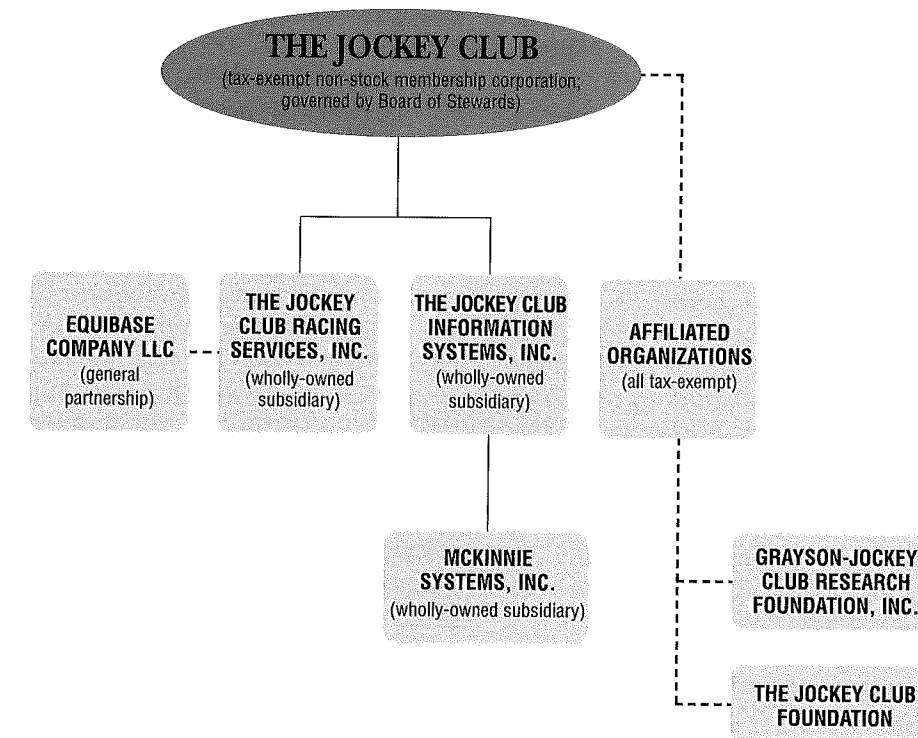 THE JOCKEY CLUB
(tax-exempt non-stock membership corporation;
governed by Board of Stewards)
EQUIBASE
COMPANY LLC
(general
partnership)
THE JOCKEY
CLUB RACING
SERVICES, INC.
(wholly-owned
subsidiary)
THE JOCKEY CLUB
INFORMATION
SYSTEMS, INC.
(wholly-owned
subsidiary)
AFFILIATED
ORGANIZATIONS
(all tax-exempt)
MCKINNIE
SYSTEMS, INC.
(wholly-owned subsidiary)
GRAYSON-JOCKEY
CLUB RESEARCH
FOUNDATION, INC.
THE JOCKEY CLUB
FOUNDATION